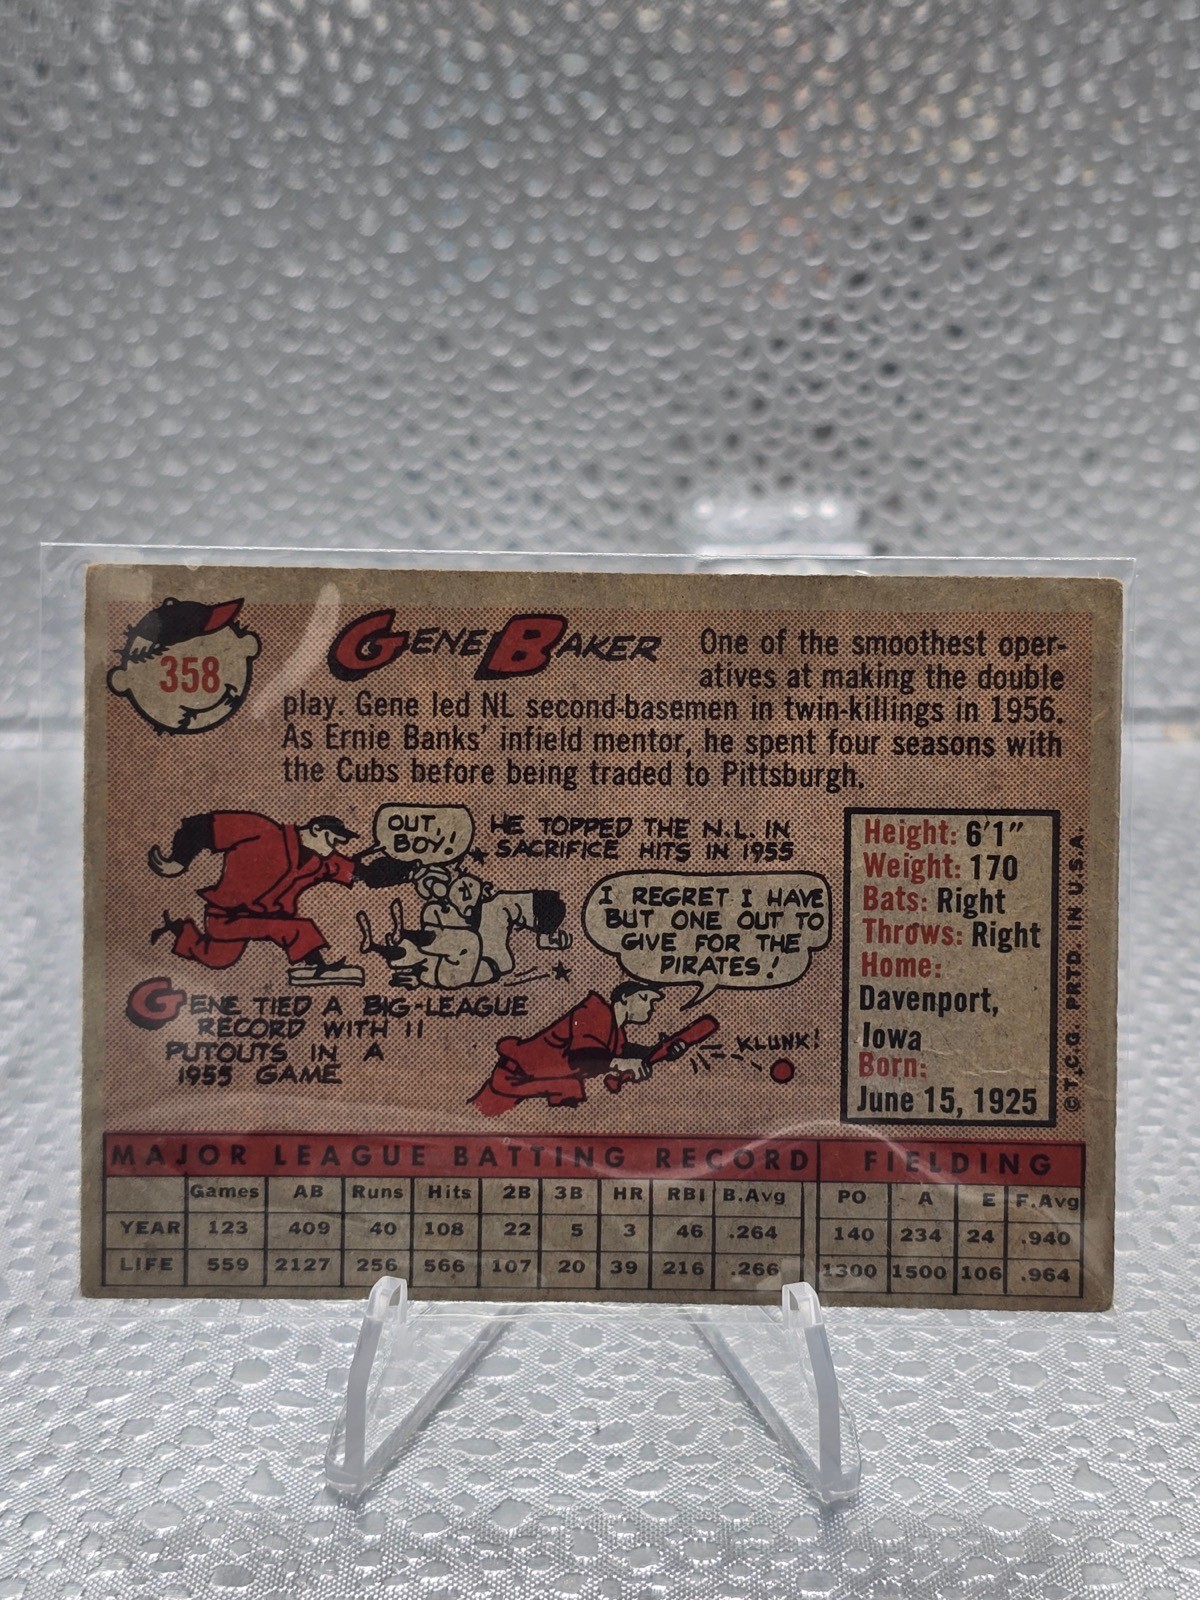 358
GENE BAKER
One of the smoothest oper-
atives at making the double
play. Gene led NL second-basemen in twin-killings in 1956.
As Ernie Banks' infield mentor, he spent four seasons with
the Cubs before being traded to Pittsburgh.
OUT,
BOY!
HE TOPPED THE N.L. IN
SACRIFICE HITS IN 1955
I REGRET I HAVE
BUT ONE OUT TO
GIVE FOR THE
PIRATES!
GENE TIED A BIG-LEAGUE
RECORD WITH 11
PUTOUTS IN A
1955 GAME
KLUNK!
Height: 6'1"
Weight: 170
Bats: Right
Throws: Right
Home:
Davenport,
Iowa
Born:
June 15, 1925
©T.C.G. PRTD. IN U.S.A.
MAJOR LEAGUE BATTING RECORD FIELDING
Games AB Runs Hits 2B 3B HR RBI B.Avg PO A E F.Avg
YEAR 123 409 40 108 22 5 3 46 .264 140 234 24 .940
LIFE 559 2127 256 566 107 20 39 216 .266 1300 1500 106 .964